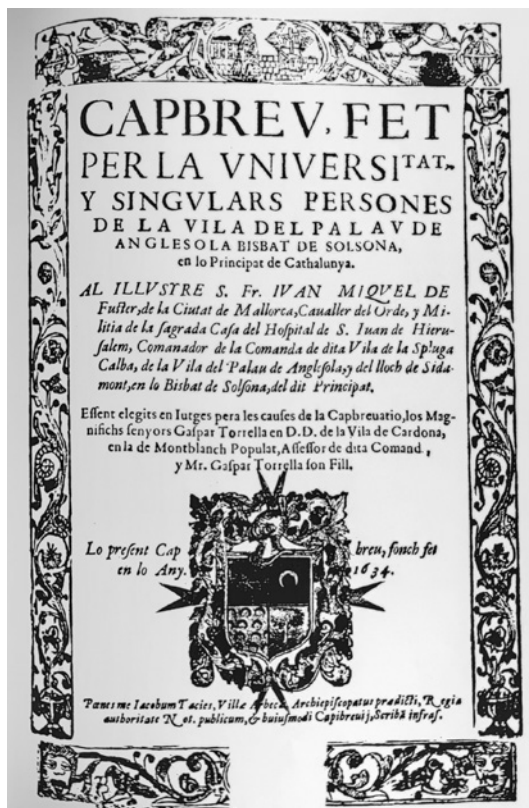 CAPBREV, FET
PER LA VNIVERSITAT,
Y SINGVLARS PERSONES
DE LA VILA DEL PALAV DE
ANGLESOLA BISBAT DE SOLSONA,
en lo Principat de Cathalunya.
AL ILLVSTRE S. Fr. IVAN MIQVEL DE
Fuſter, de la Ciutat de Mallorca, Caualler del Orde, y Mi-
litia de la ſagrada Caſa del Hoſpital de S. Iuan de Hieru-
ſalem, Comanador de la Comanda de dita Vila de la Spluga
Calba, de la Vila del Palau de Angleſola, y del lloch de Sida-
mont, en lo Bisbat de Solſona, del dit Principat.
Eſſent elegits en Iutges pera les cauſes de la Capbreuatio, los Mag-
nifichs ſenyors Gaſpar Torrella en D.D. de la Vila de Cardona,
en la de Montblanch Populat, Aſſeſſor de dita Comand,
y Mr. Gaſpar Torrella ſon Fill.
Lo preſent Cap breu, fonch fet
en lo Any. 1634.
Pœnes me Iacobum Tacies, Villæ Arbecæ, Archiepiſcopatus prædicti, Regia
authoritate Not. publicum, & huiuſmodi Capibreuij, Scribã infraſ.